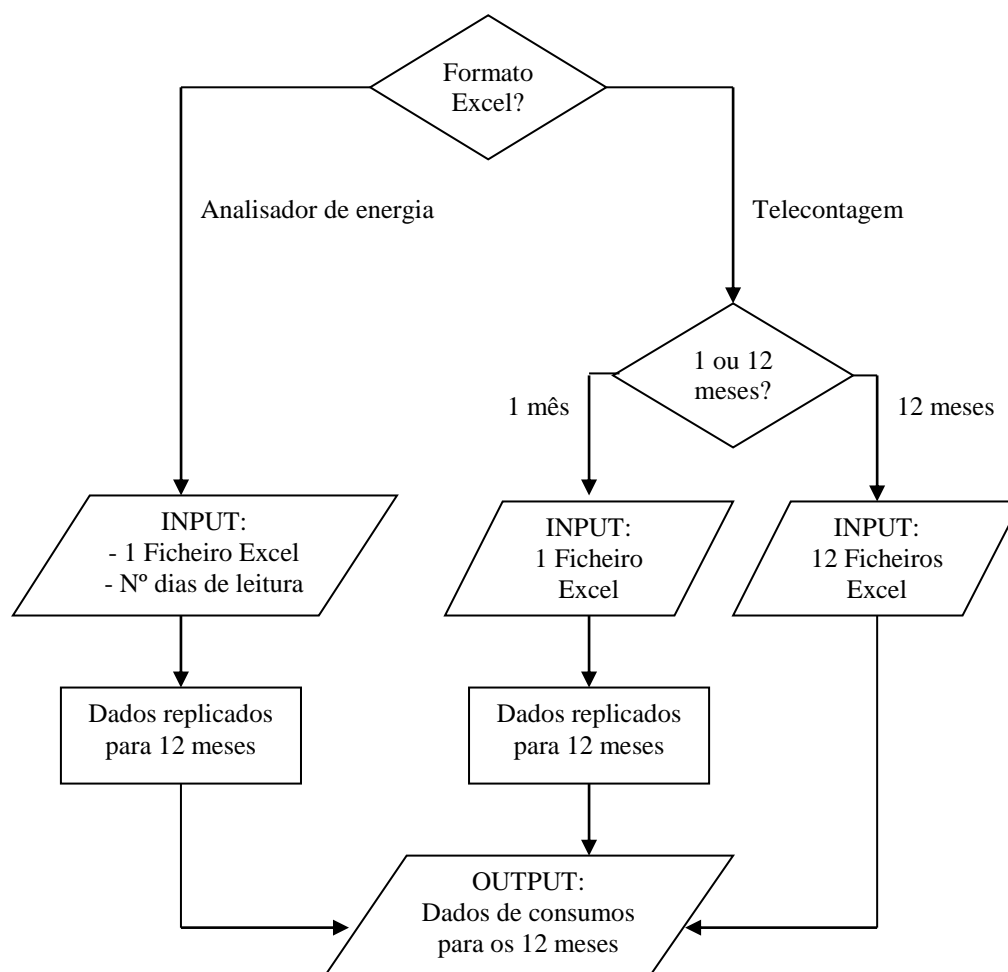 Formato
Excel?
Analisador de energia
Telecontagem
1 ou 12
meses?
1 mês
12 meses
INPUT:
- 1 Ficheiro Excel
- Nº dias de leitura
INPUT:
1 Ficheiro
Excel
INPUT:
12 Ficheiros
Excel
Dados replicados
para 12 meses
Dados replicados
para 12 meses
OUTPUT:
Dados de consumos
para os 12 meses